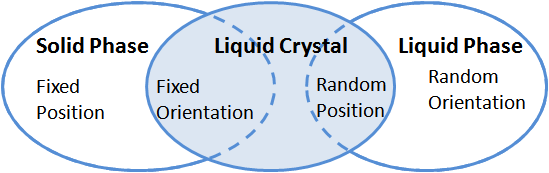 Solid Phase
Liquid Crystal
Liquid Phase
Fixed
Position
Fixed
Orientation
Random
Position
Random
Orientation